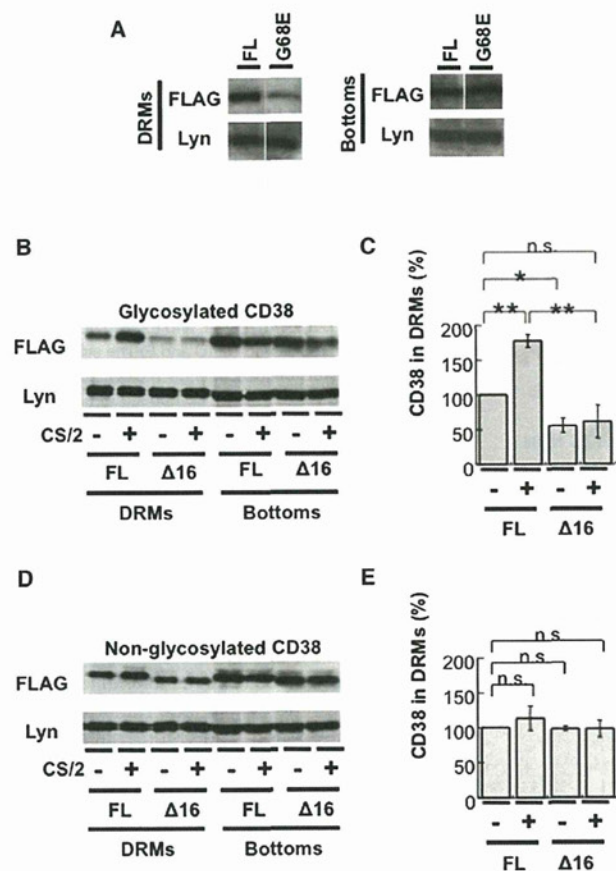 A
FL
G68E
FL
G68E
DRMs
FLAG
Lyn
Bottoms
FLAG
Lyn
B
Glycosylated CD38
FLAG
Lyn
CS/2 - + - + - + - +
FL Δ16 FL Δ16
DRMs Bottoms
C
n.s.
*
** **
CD38 in DRMs (%)
200
150
100
50
0
- + - +
FL Δ16
D
Non-glycosylated CD38
FLAG
Lyn
CS/2 - + - + - + - +
FL Δ16 FL Δ16
DRMs Bottoms
E
n.s
n.s
n.s
CD38 in DRMs (%)
200
150
100
50
0
- + - +
FL Δ16